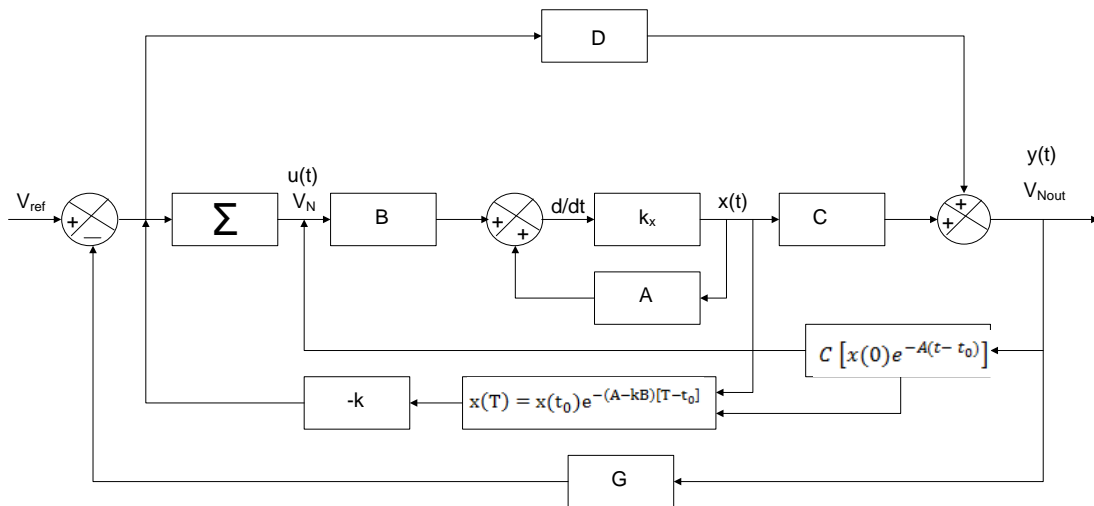 D
y(t)
V_Nout
V_ref
u(t)
V_N
+
−
Σ
B
+
+
d/dt
k_x
x(t)
C
+
+
A
C [x(0)e^{−A(t− t_0)}]
-k
x(T) = x(t_0)e^{−(A−kB)[T−t_0]}
G